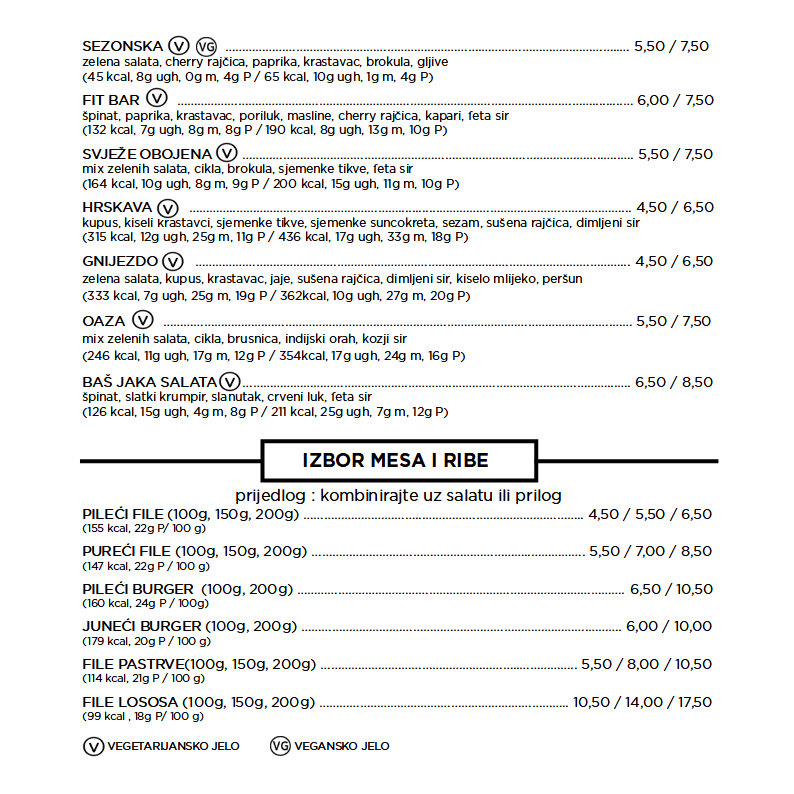 SEZONSKA V VG ........ 5,50 / 7,50
zelena salata, cherry rajčica, paprika, krastavac, brokula, gljive
(45 kcal, 8g ugh, 0g m, 4g P / 65 kcal, 10g ugh, 1g m, 4g P)
FIT BAR V ........ 6,00 / 7,50
špinat, paprika, krastavac, poriluk, masline, cherry rajčica, kapari, feta sir
(132 kcal, 7g ugh, 8g m, 8g P / 190 kcal, 8g ugh, 13g m, 10g P)
SVJEŽE OBOJENA V ........ 5,50 / 7,50
mix zelenih salata, cikla, brokula, sjemenke tikve, feta sir
(164 kcal, 10g ugh, 8g m, 9g P / 200 kcal, 15g ugh, 11g m, 10g P)
HRSKAVA V ........ 4,50 / 6,50
kupus, kiseli krastavci, sjemenke tikve, sjemenke suncokreta, sezam, sušena rajčica, dimljeni sir
(315 kcal, 12g ugh, 25g m, 11g P / 436 kcal, 17g ugh, 33g m, 18g P)
GNIJEZDO V ........ 4,50 / 6,50
zelena salata, kupus, krastavac, jaje, sušena rajčica, dimljeni sir, kiselo mlijeko, peršun
(333 kcal, 7g ugh, 25g m, 19g P / 362kcal, 10g ugh, 27g m, 20g P)
OAZA V ........ 5,50 / 7,50
mix zelenih salata, cikla, brusnica, indijski orah, kozji sir
(246 kcal, 11g ugh, 17g m, 12g P / 354kcal, 17g ugh, 24g m, 16g P)
BAŠ JAKA SALATA V ........ 6,50 / 8,50
špinat, slatki krumpir, slanutak, crveni luk, feta sir
(126 kcal, 15g ugh, 4g m, 8g P / 211 kcal, 25g ugh, 7g m, 12g P)
IZBOR MESA I RIBE
prijedlog : kombinirajte uz salatu ili prilog
PILEĆI FILE (100g, 150g, 200g) ........ 4,50 / 5,50 / 6,50
(155 kcal, 22g P/ 100 g)
PUREĆI FILE (100g, 150g, 200g) ........ 5,50 / 7,00 / 8,50
(147 kcal, 22g P / 100 g)
PILEĆI BURGER (100g, 200g) ........ 6,50 / 10,50
(160 kcal, 24g P / 100g)
JUNEĆI BURGER (100g, 200g) ........ 6,00 / 10,00
(179 kcal, 20g P / 100 g)
FILE PASTRVE(100g, 150g, 200g) ........ 5,50 / 8,00 / 10,50
(114 kcal, 21g P / 100 g)
FILE LOSOSA (100g, 150g, 200g) ........ 10,50 / 14,00 / 17,50
(99 kcal , 18g P/ 100 g)
V VEGETARIJANSKO JELO VG VEGANSKO JELO